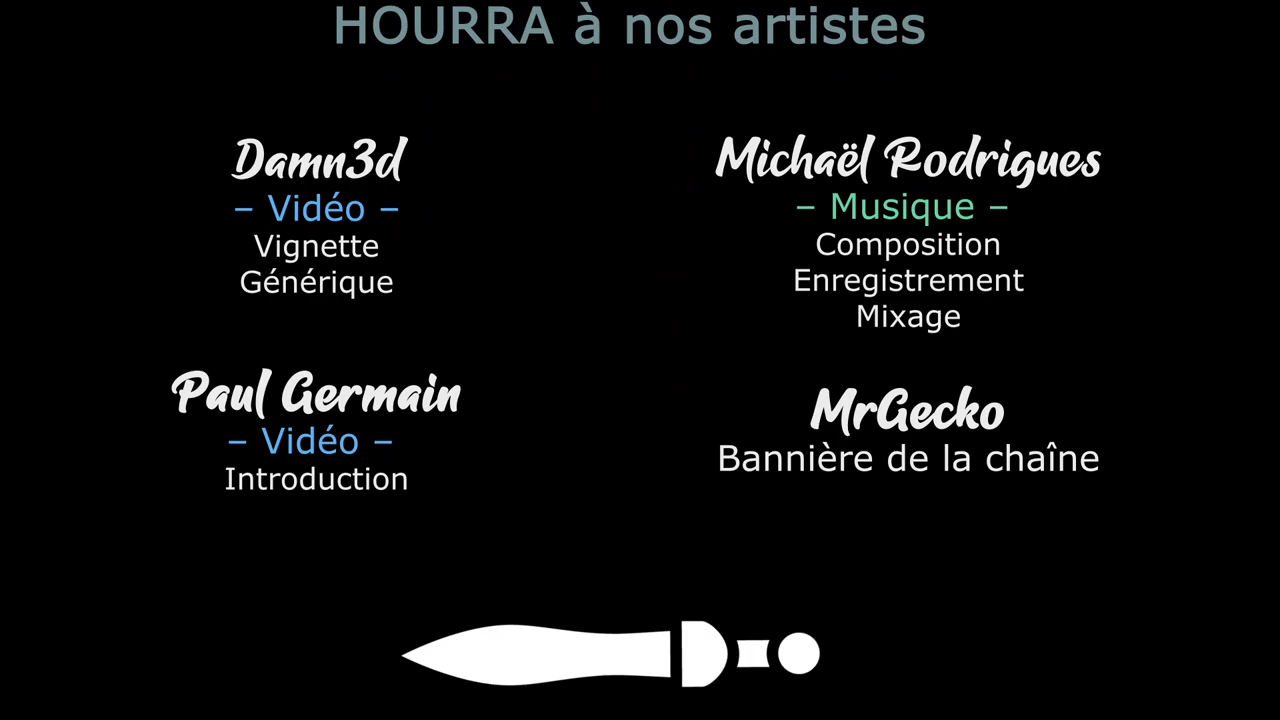 HOURRA à nos artistes
Damn3d
– Vidéo –
Vignette
Générique
Michaël Rodrigues
– Musique –
Composition
Enregistrement
Mixage
Paul Germain
– Vidéo –
Introduction
MrGecko
Bannière de la chaîne